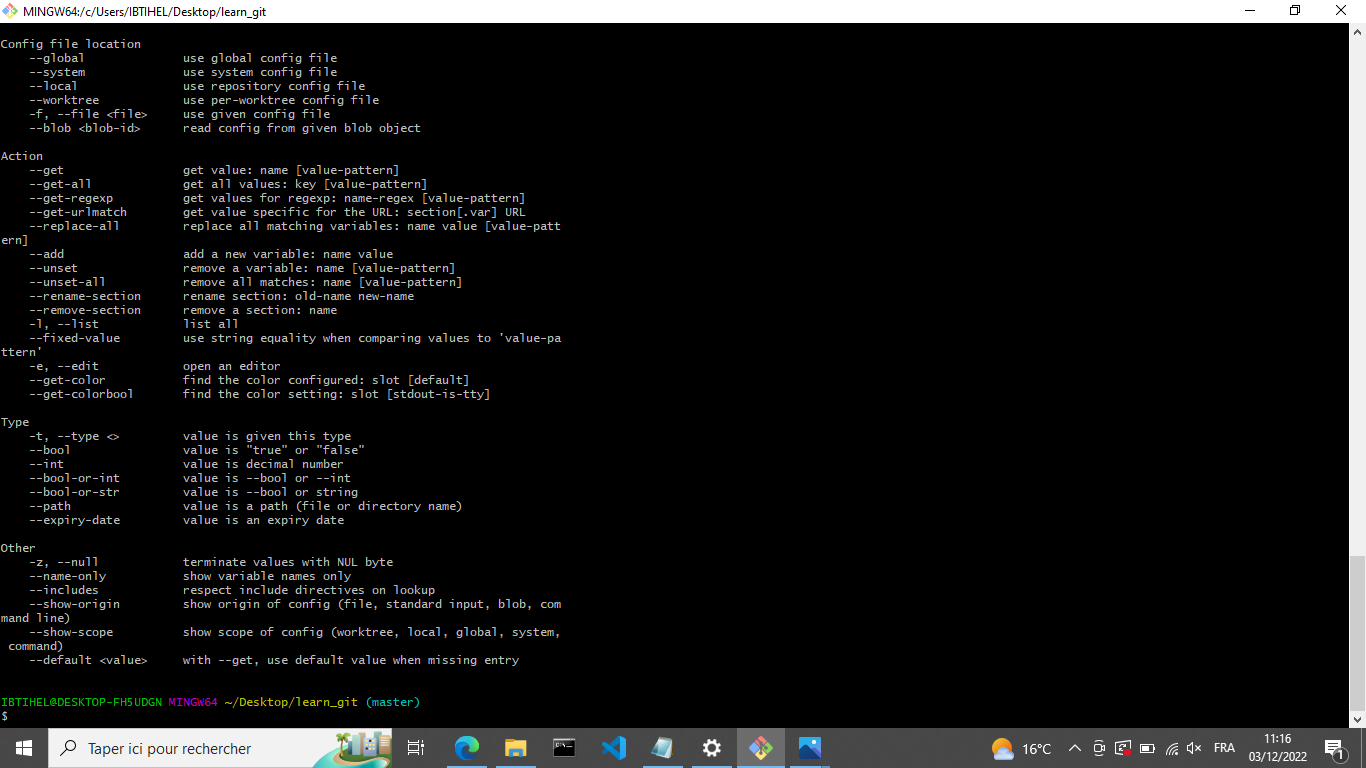 MINGW64:/c/Users/IBTIHEL/Desktop/learn_git
Config file location
    --global              use global config file
    --system              use system config file
    --local               use repository config file
    --worktree            use per-worktree config file
    -f, --file <file>     use given config file
    --blob <blob-id>      read config from given blob object
Action
    --get                 get value: name [value-pattern]
    --get-all             get all values: key [value-pattern]
    --get-regexp          get values for regexp: name-regex [value-pattern]
    --get-urlmatch        get value specific for the URL: section[.var] URL
    --replace-all         replace all matching variables: name value [value-patt
ern]
    --add                 add a new variable: name value
    --unset               remove a variable: name [value-pattern]
    --unset-all           remove all matches: name [value-pattern]
    --rename-section      rename section: old-name new-name
    --remove-section      remove a section: name
    -l, --list            list all
    --fixed-value         use string equality when comparing values to 'value-pa
ttern'
    -e, --edit            open an editor
    --get-color           find the color configured: slot [default]
    --get-colorbool       find the color setting: slot [stdout-is-tty]
Type
    -t, --type <>         value is given this type
    --bool                value is "true" or "false"
    --int                 value is decimal number
    --bool-or-int         value is --bool or --int
    --bool-or-str         value is --bool or string
    --path                value is a path (file or directory name)
    --expiry-date         value is an expiry date
Other
    -z, --null            terminate values with NUL byte
    --name-only           show variable names only
    --includes            respect include directives on lookup
    --show-origin         show origin of config (file, standard input, blob, com
mand line)
    --show-scope          show scope of config (worktree, local, global, system,
 command)
    --default <value>     with --get, use default value when missing entry
IBTIHEL@DESKTOP-FH5UDGN MINGW64 ~/Desktop/learn_git (master)
$
Taper ici pour rechercher
16°C
FRA
11:16
03/12/2022
1